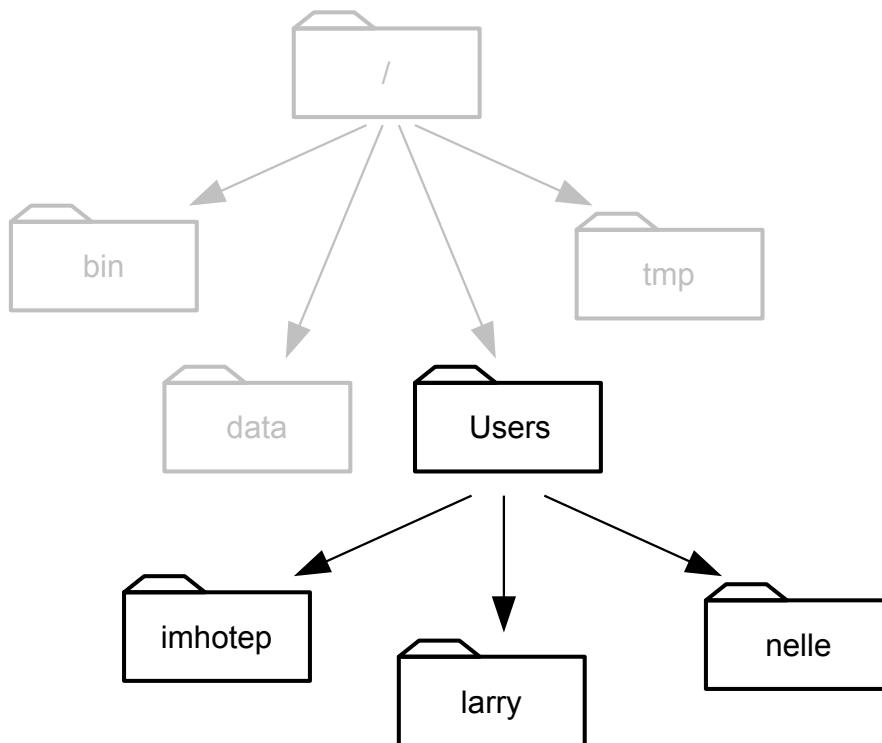 /
bin
tmp
data
Users
imhotep
nelle
larry